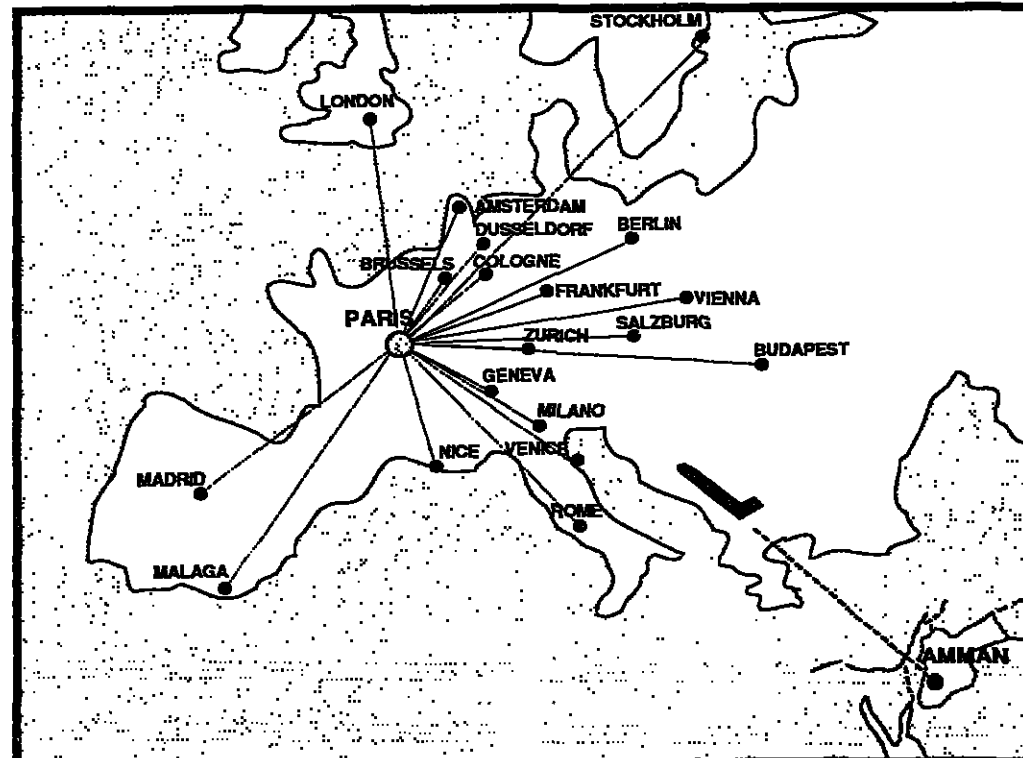 STOCKHOLM
LONDON
AMSTERDAM
DUSSELDORF
BERLIN
BRUSSELS
COLOGNE
FRANKFURT
VIENNA
PARIS
SALZBURG
ZURICH
BUDAPEST
GENEVA
MILANO
NICE
VENICE
MADRID
ROME
MALAGA
AMMAN